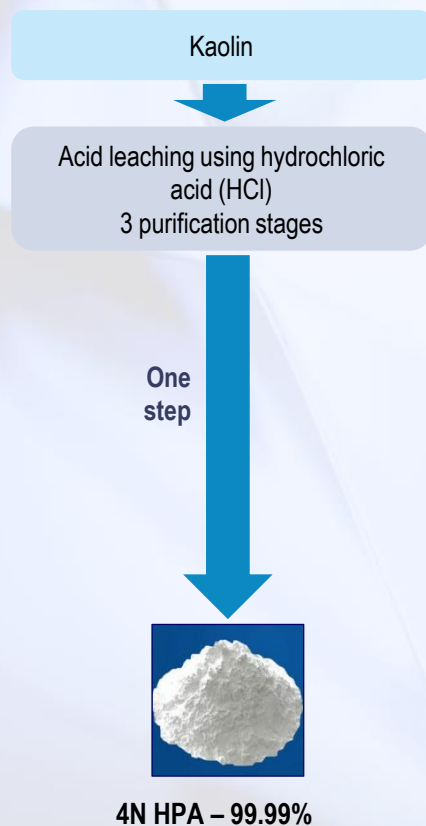 Kaolin
Acid leaching using hydrochloric
acid (HCl)
3 purification stages
One
step
4N HPA – 99.99%